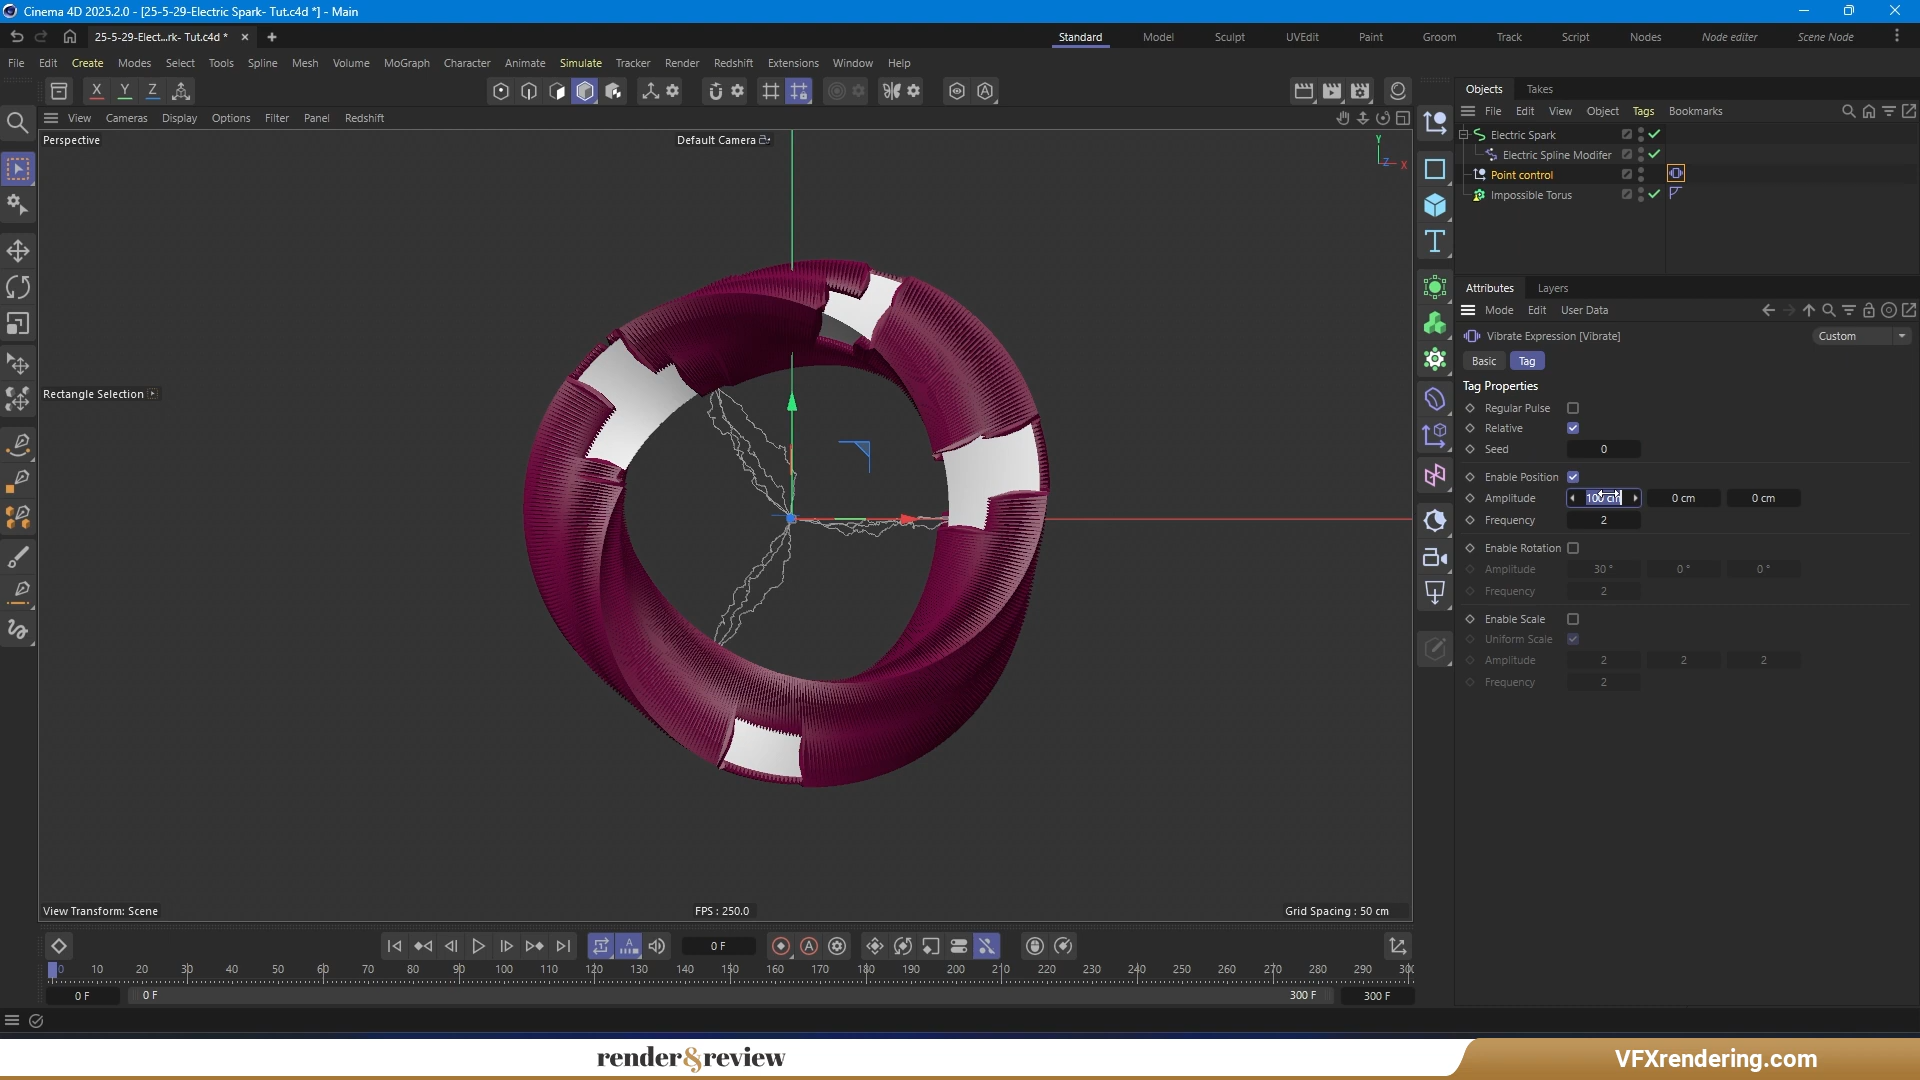 Cinema 4D 2025.2.0 - [25-5-29-Electric Spark- Tut.c4d *] - Main
25-5-29-Elect...rk- Tut.c4d *
Standard Model Sculpt UVEdit Paint Groom Track Script Nodes Node editor Scene Node
File Edit Create Modes Select Tools Spline Mesh Volume MoGraph Character Animate Simulate Tracker Render Redshift Extensions Window Help
X Y Z
Objects Takes
View Cameras Display Options Filter Panel Redshift
File Edit View Object Tags Bookmarks
Perspective
Default Camera
Y
Z
X
Electric Spark
Electric Spline Modifer
Point control
Impossible Torus
Attributes Layers
Mode Edit User Data
Vibrate Expression [Vibrate]
Custom
Basic Tag
Tag Properties
Rectangle Selection
Regular Pulse
Relative
Seed 0
Enable Position
Amplitude 100 cm 0 cm 0 cm
Frequency 2
Enable Rotation
Amplitude 30 ° 0 ° 0 °
Frequency 2
Enable Scale
Uniform Scale
Amplitude 2 2 2
Frequency 2
View Transform: Scene
FPS : 250.0
Grid Spacing : 50 cm
0 F
0 10 20 30 40 50 60 70 80 90 100 110 120 130 140 150 160 170 180 190 200 210 220 230 240 250 260 270 280 290
0 F 0 F 300 F 300 F
render&review
VFXrendering.com